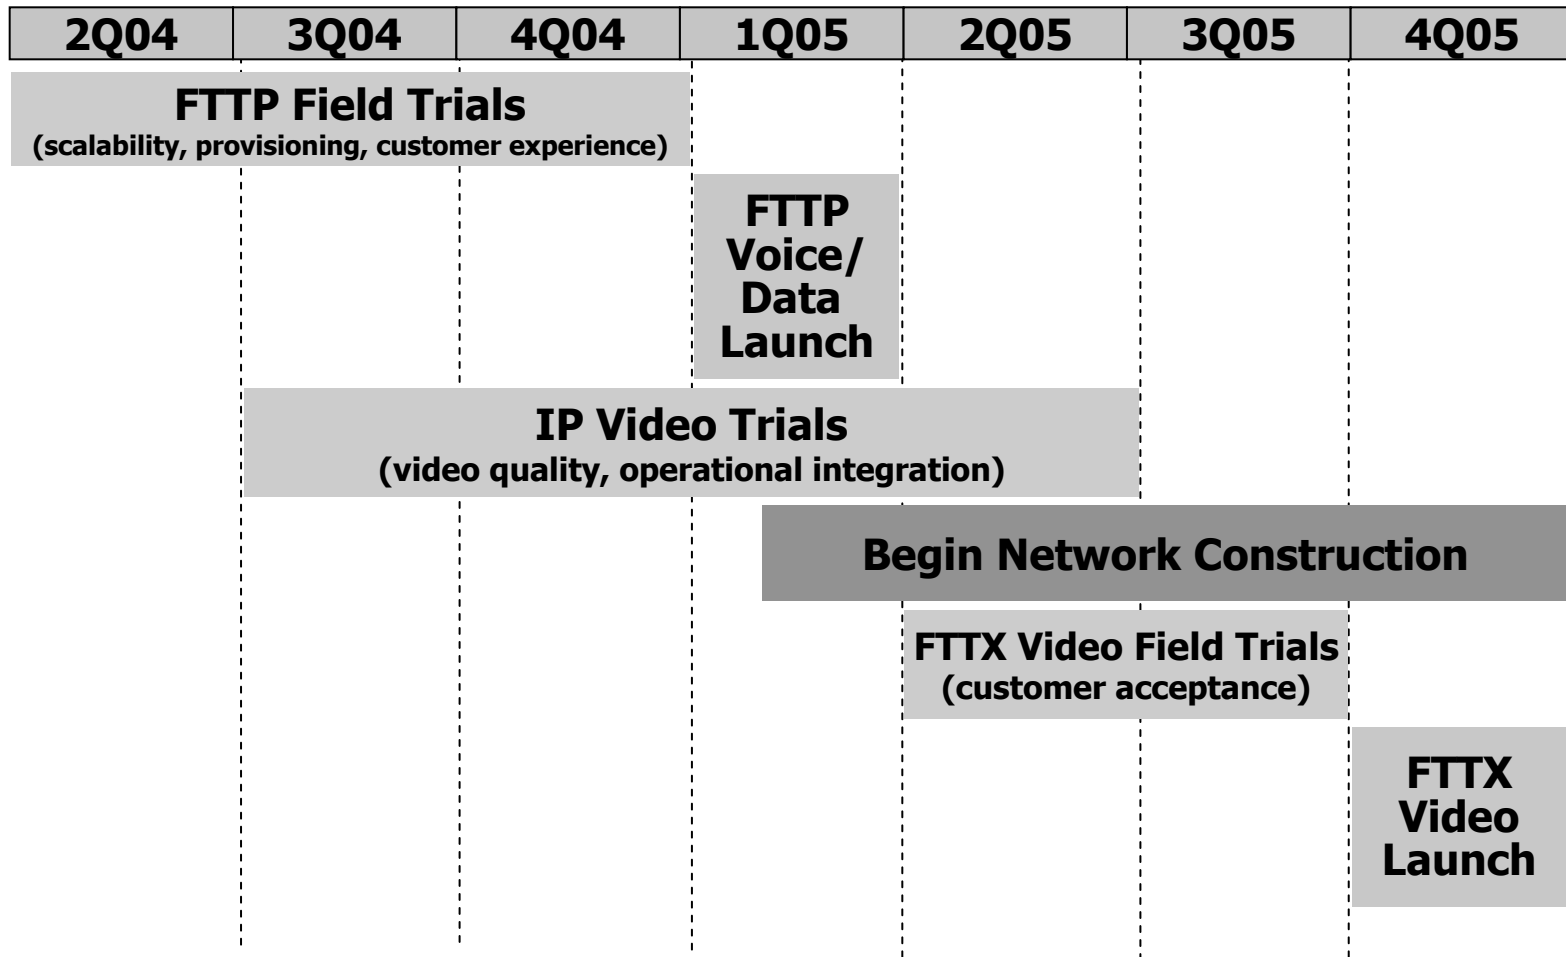 2Q04 3Q04 4Q04 1Q05 2Q05 3Q05 4Q05
FTTP Field Trials
(scalability, provisioning, customer experience)
FTTP
Voice/
Data
Launch
IP Video Trials
(video quality, operational integration)
Begin Network Construction
FTTX Video Field Trials
(customer acceptance)
FTTX
Video
Launch